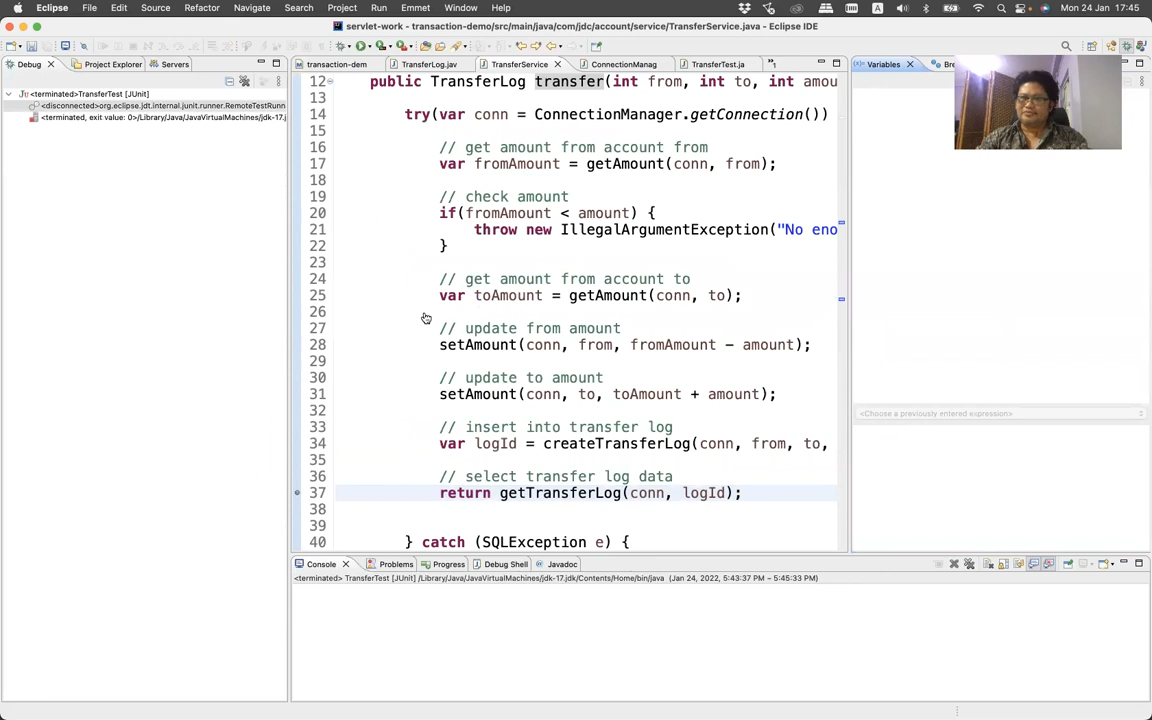 Eclipse File Edit Source Refactor Navigate Search Project Run Emmet Window Help
A
Mon 24 Jan 17:45
servlet-work - transaction-demo/src/main/java/com/jdc/account/service/TransferService.java - Eclipse IDE
Debug Project Explorer Servers
transaction-dem TransferLog.jav TransferService ConnectionManag TransferTest.ja
Variables Bre
<terminated>TransferTest [JUnit]
<disconnected>org.eclipse.jdt.internal.junit.runner.RemoteTestRunn
<terminated, exit value: 0>/Library/Java/JavaVirtualMachines/jdk-17.j
12 public TransferLog transfer(int from, int to, int amou
13
14 try(var conn = ConnectionManager.getConnection())
15
16 // get amount from account from
17 var fromAmount = getAmount(conn, from);
18
19 // check amount
20 if(fromAmount < amount) {
21 throw new IllegalArgumentException("No eno
22 }
23
24 // get amount from account to
25 var toAmount = getAmount(conn, to);
26
27 // update from amount
28 setAmount(conn, from, fromAmount - amount);
29
30 // update to amount
31 setAmount(conn, to, toAmount + amount);
32
33 // insert into transfer log
34 var logId = createTransferLog(conn, from, to,
35
36 // select transfer log data
37 return getTransferLog(conn, logId);
38
39
40 } catch (SQLException e) {
<Choose a previously entered expression>
Console Problems Progress Debug Shell Javadoc
<terminated> TransferTest [JUnit] /Library/Java/JavaVirtualMachines/jdk-17.jdk/Contents/Home/bin/java (Jan 24, 2022, 5:43:37 PM – 5:45:33 PM)